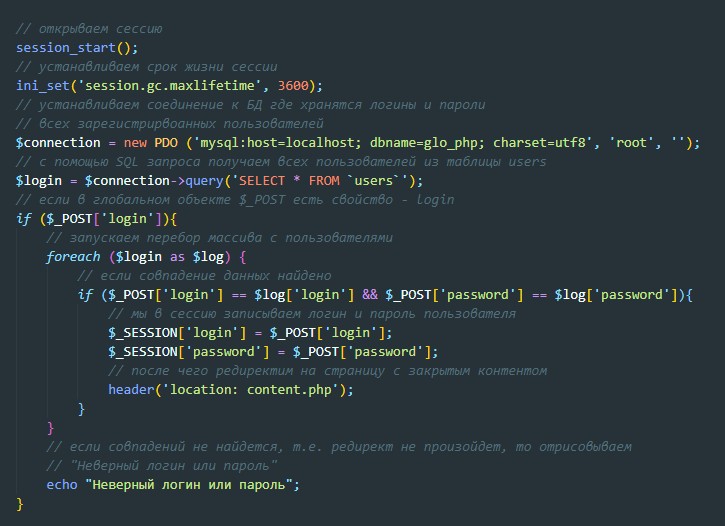 // открываем сессию
session_start();
// устанавливаем срок жизни сессии
ini_set('session.gc.maxlifetime', 3600);
// устанавливаем соединение к БД где хранятся логины и пароли
// всех зарегистрирвоанных пользователей
$connection = new PDO ('mysql:host=localhost; dbname=glo_php; charset=utf8', 'root', '');
// с помощью SQL запроса получаем всех пользователей из таблицы users
$login = $connection->query('SELECT * FROM `users`');
// если в глобальном объекте $_POST есть свойство - login
if ($_POST['login']){
    // запускаем перебор массива с пользователями
    foreach ($login as $log) {
        // если совпадение данных найдено
        if ($_POST['login'] == $log['login'] && $_POST['password'] == $log['password']){
            // мы в сессию записываем логин и пароль пользователя
            $_SESSION['login'] = $_POST['login'];
            $_SESSION['password'] = $_POST['password'];
            // после чего редиректим на страницу с закрытым контентом
            header('location: content.php');
        }
    }
    // если совпадений не найдется, т.е. редирект не произойдет, то отрисовываем
    // "Неверный логин или пароль"
    echo "Неверный логин или пароль";
}